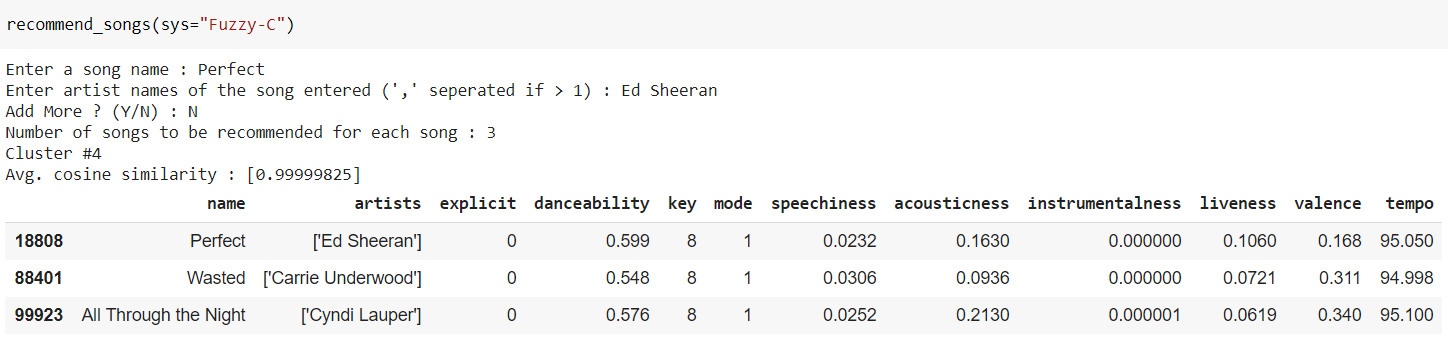 recommend_songs(sys="Fuzzy-C")
Enter a song name : Perfect
Enter artist names of the song entered (',' seperated if > 1) : Ed Sheeran
Add More ? (Y/N) : N
Number of songs to be recommended for each song : 3
Cluster #4
Avg. cosine similarity : [0.99999825]
name artists explicit danceability key mode speechiness acousticness instrumentalness liveness valence tempo
18808 Perfect ['Ed Sheeran'] 0 0.599 8 1 0.0232 0.1630 0.000000 0.1060 0.168 95.050
88401 Wasted ['Carrie Underwood'] 0 0.548 8 1 0.0306 0.0936 0.000000 0.0721 0.311 94.998
99923 All Through the Night ['Cyndi Lauper'] 0 0.576 8 1 0.0252 0.2130 0.000001 0.0619 0.340 95.100